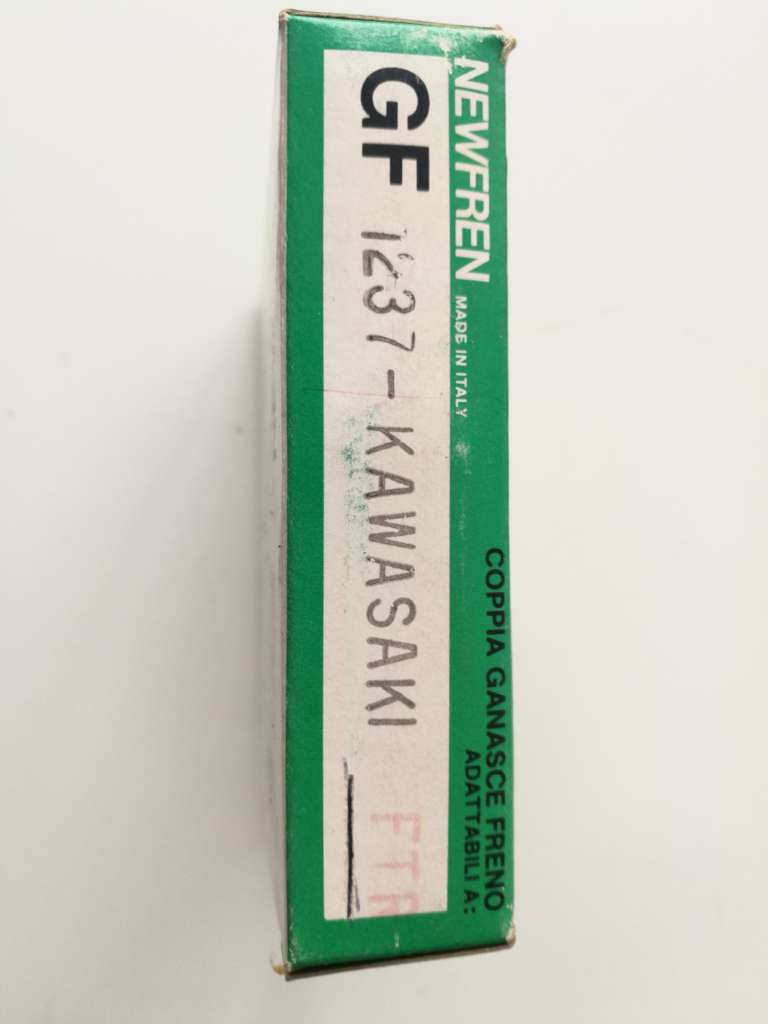 NEWFREN MADE IN ITALY
COPPIA GANASCE FRENO
ADATTABILI A:
GF 1237-KAWASAKI